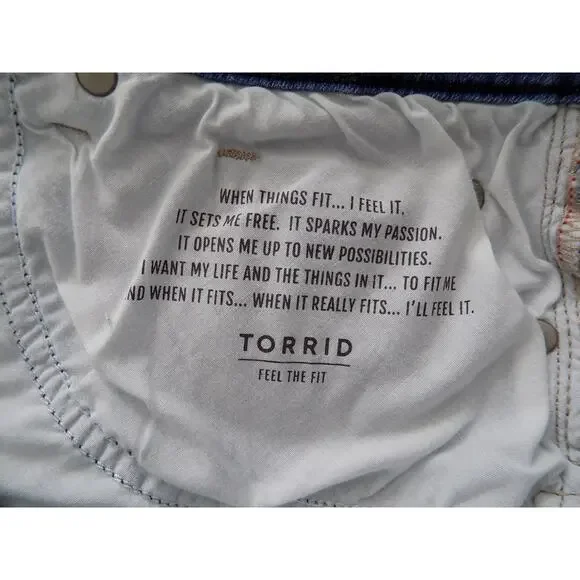 WHEN THINGS FIT... I FEEL IT.
IT SETS ME FREE. IT SPARKS MY PASSION.
IT OPENS ME UP TO NEW POSSIBILITIES.
I WANT MY LIFE AND THE THINGS IN IT... TO FIT ME
ND WHEN IT FITS... WHEN IT REALLY FITS... I'LL FEEL IT.
TORRID
FEEL THE FIT